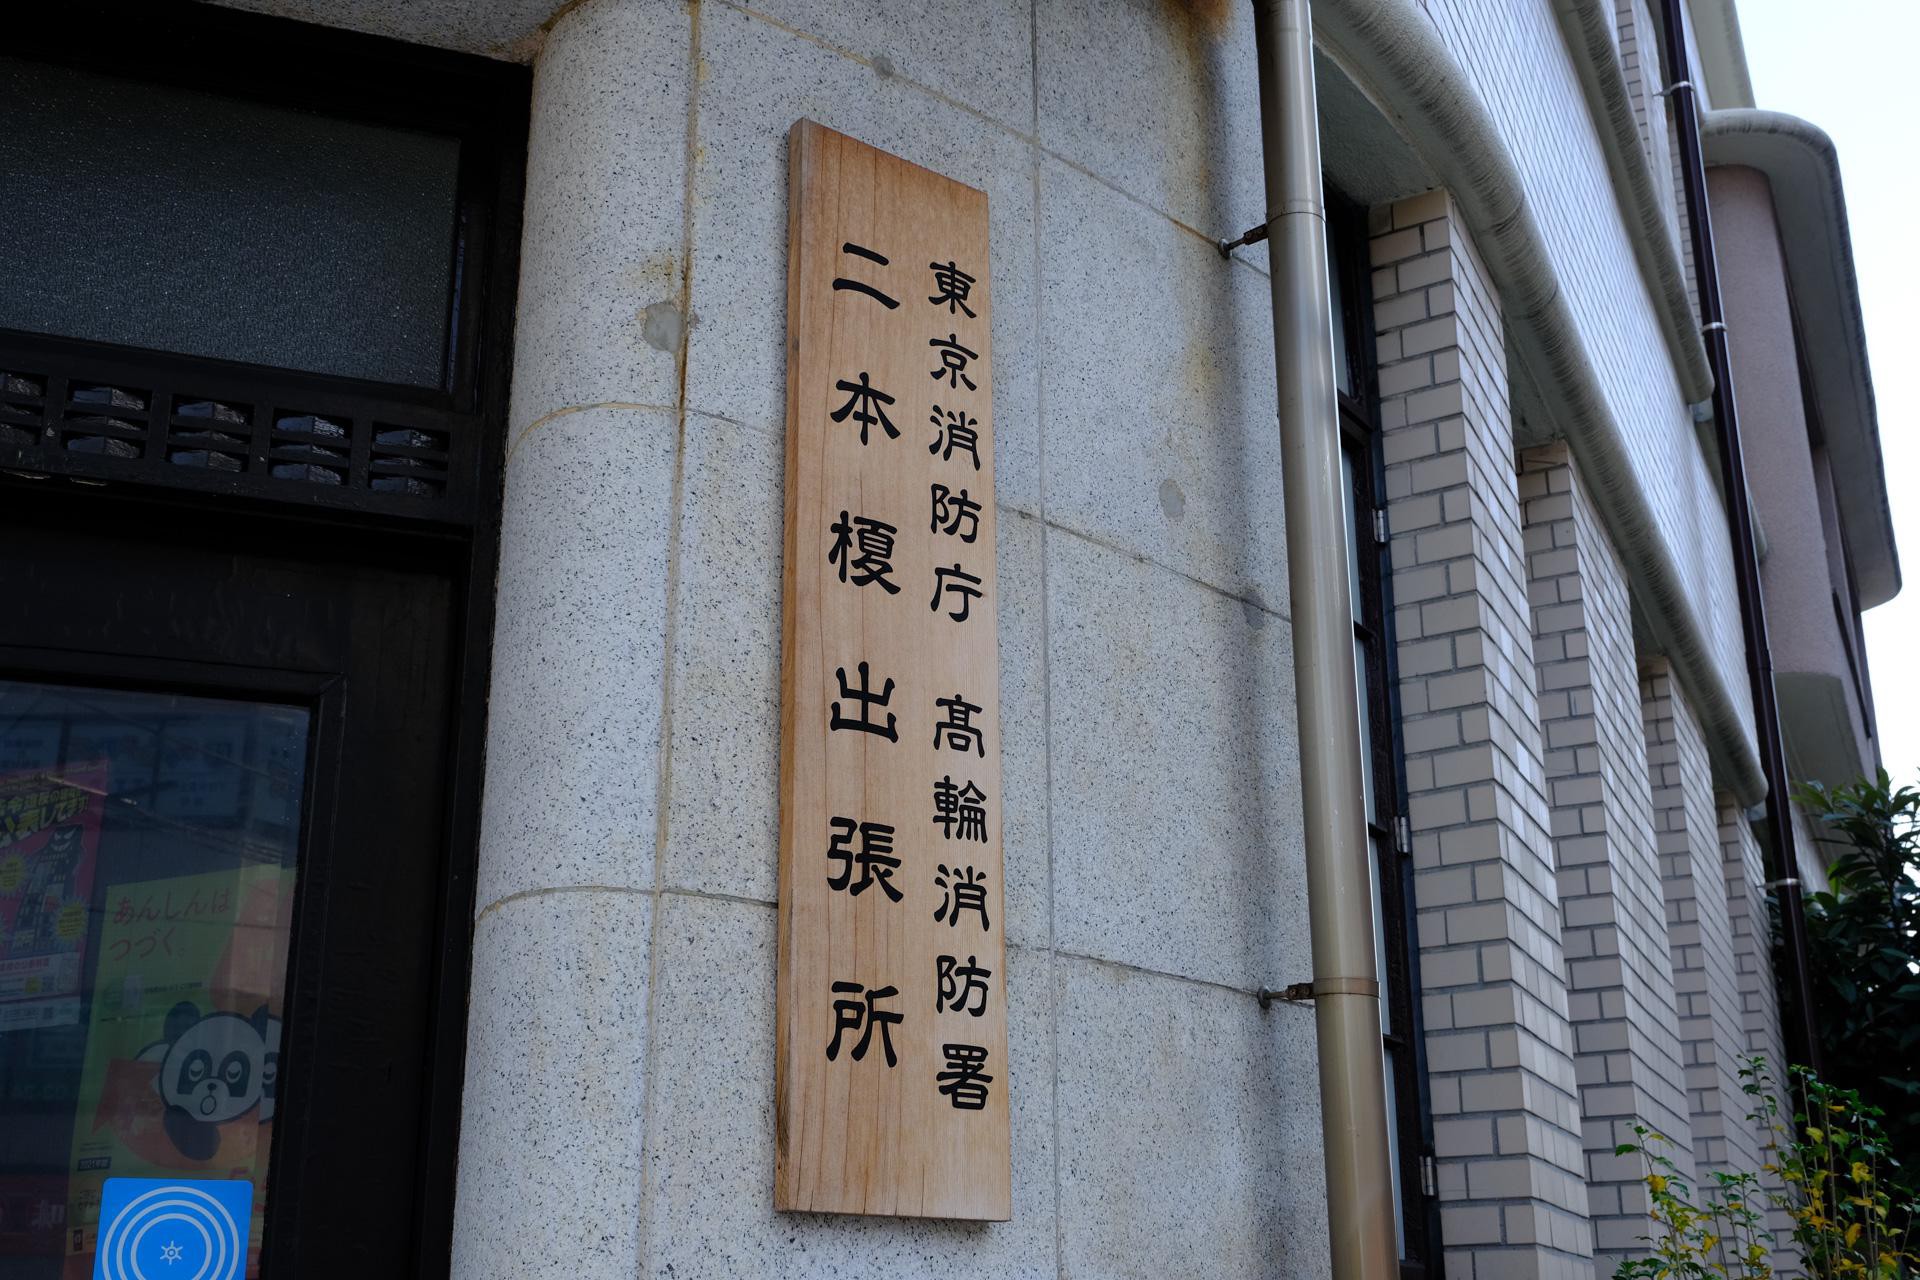 東京消防庁 髙輪消防署
二本榎出張所
あんしんは
つづく。